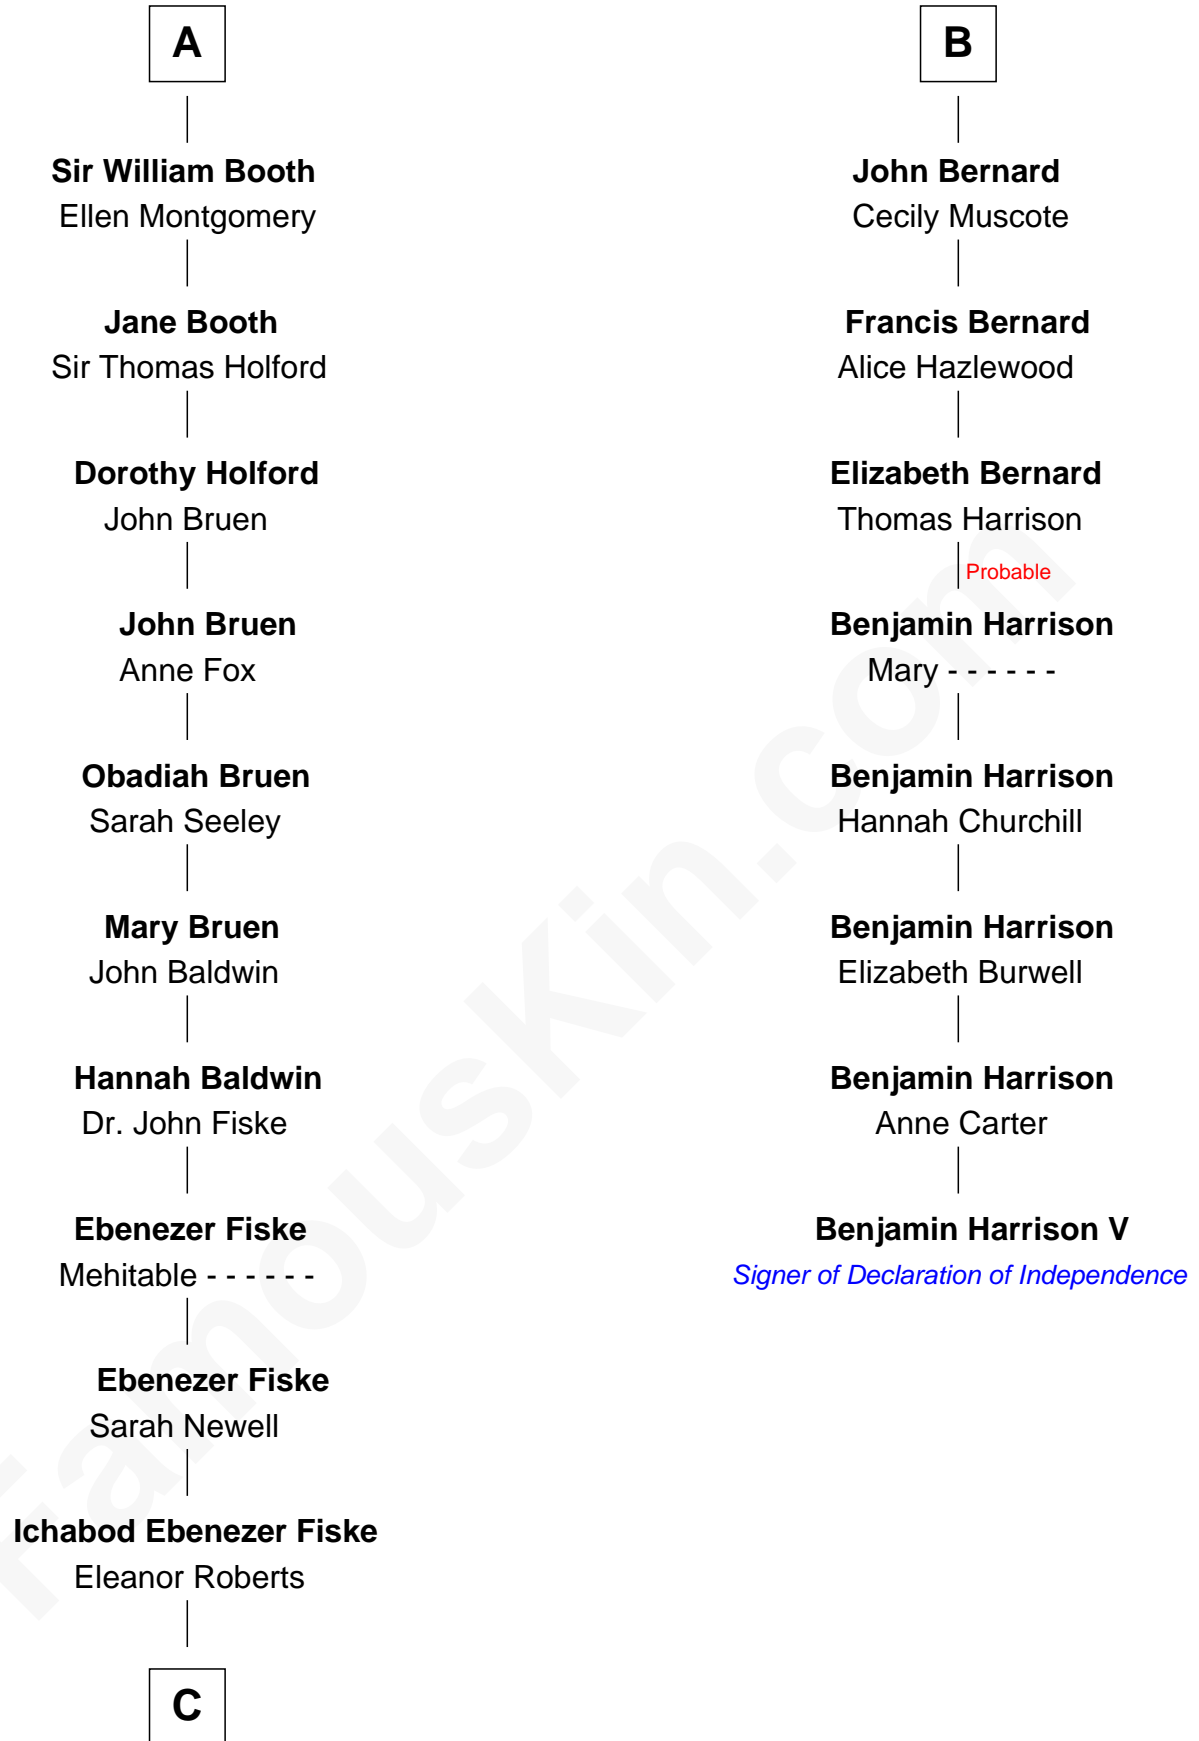 A
Sir William Booth
Ellen Montgomery
Jane Booth
Sir Thomas Holford
Dorothy Holford
John Bruen
John Bruen
Anne Fox
Obadiah Bruen
Sarah Seeley
Mary Bruen
John Baldwin
Hannah Baldwin
Dr. John Fiske
Ebenezer Fiske
Mehitable - - - - - -
Ebenezer Fiske
Sarah Newell
Ichabod Ebenezer Fiske
Eleanor Roberts
C
B
John Bernard
Cecily Muscote
Francis Bernard
Alice Hazlewood
Elizabeth Bernard
Thomas Harrison
Probable
Benjamin Harrison
Mary - - - - - -
Benjamin Harrison
Hannah Churchill
Benjamin Harrison
Elizabeth Burwell
Benjamin Harrison
Anne Carter
Benjamin Harrison V
Signer of Declaration of Independence
FamousKin.com